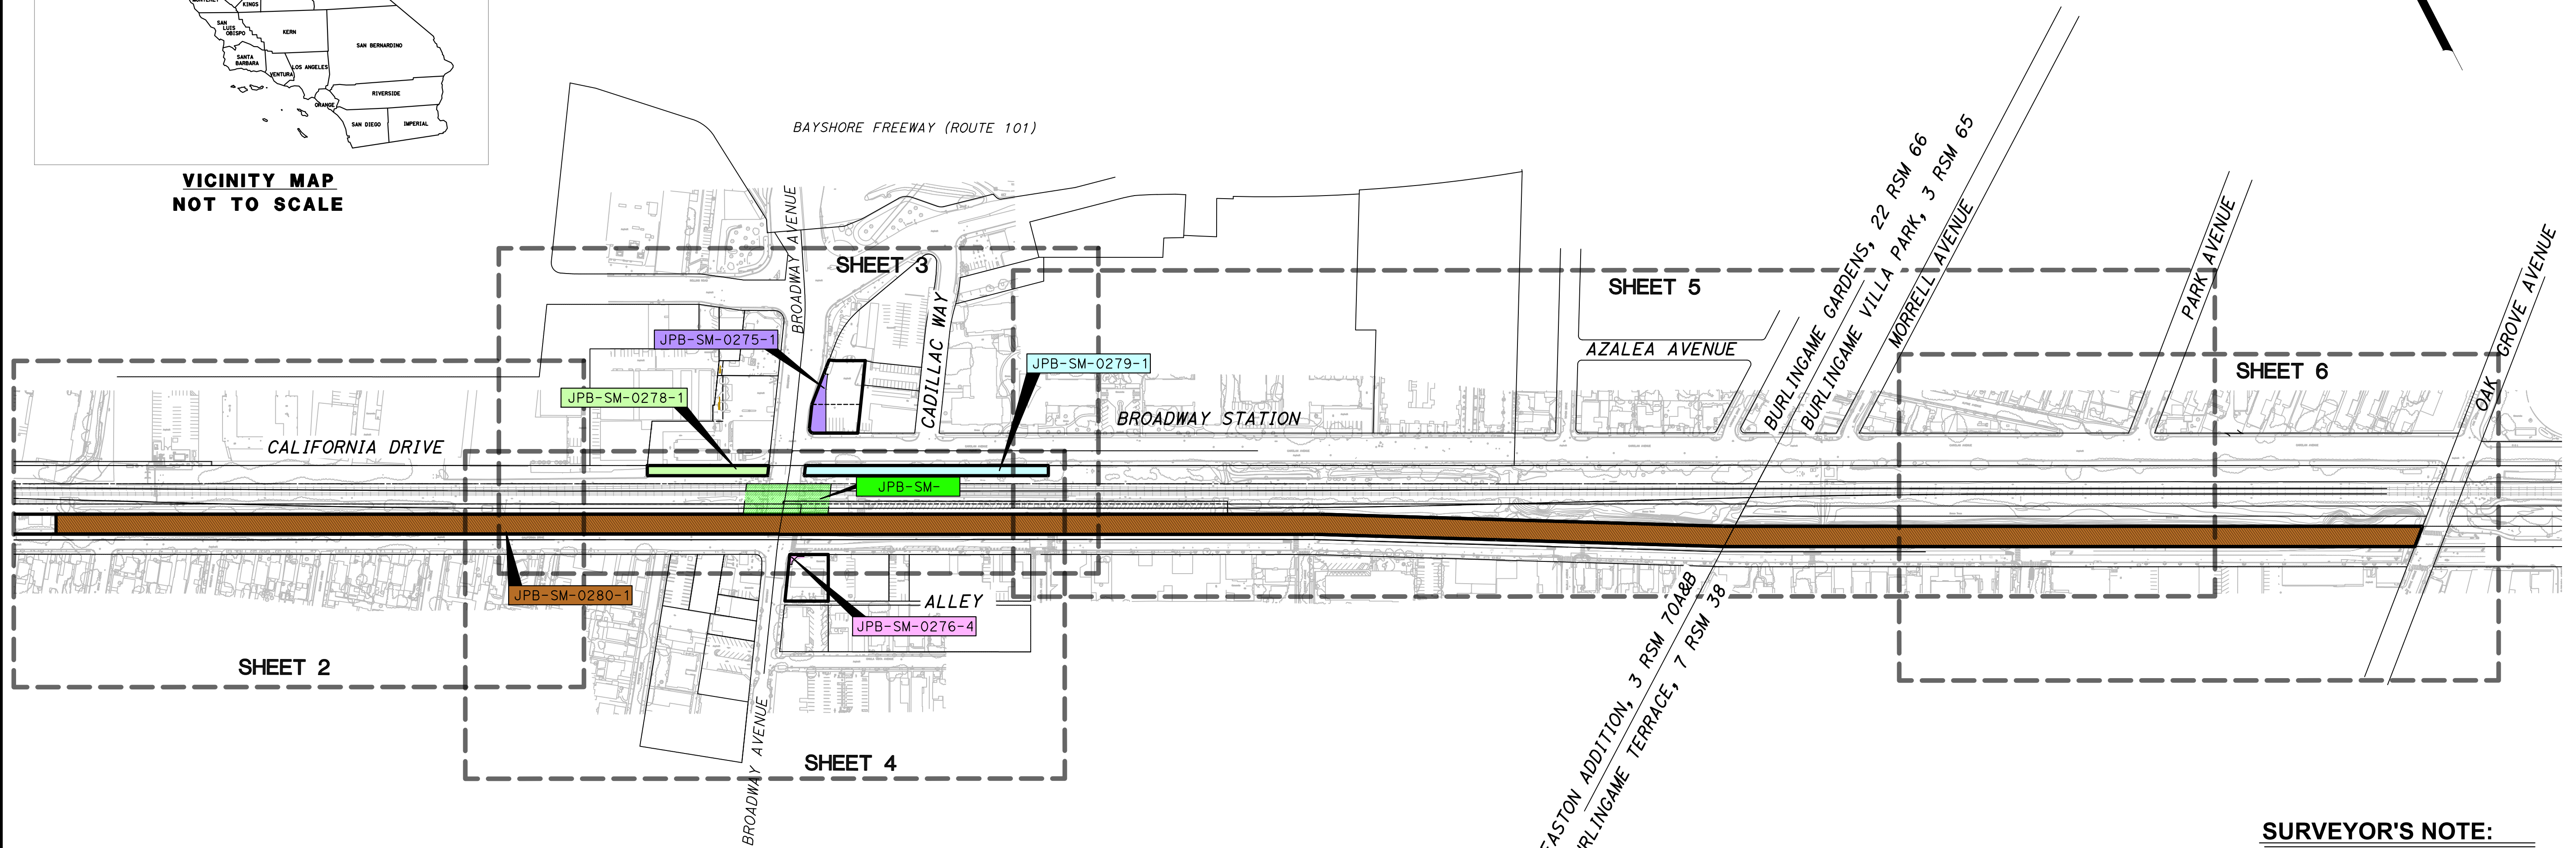 KINGS
SAN
LUIS
OBISPO
KERN
SAN BERNARDINO
SANTA
BARBARA
VENTURA
LOS ANGELES
ORANGE
RIVERSIDE
SAN DIEGO
IMPERIAL
VICINITY MAP
NOT TO SCALE
BAYSHORE FREEWAY (ROUTE 101)
BROADWAY AVENUE
SHEET 3
CADILLAC WAY
JPB-SM-0275-1
JPB-SM-0278-1
JPB-SM-0279-1
BROADWAY STATION
CALIFORNIA DRIVE
JPB-SM-
JPB-SM-0280-1
ALLEY
JPB-SM-0276-4
SHEET 2
SHEET 4
BROADWAY AVENUE
SHEET 5
AZALEA AVENUE
BURLINGAME GARDENS, 22 RSM 66
BURLINGAME VILLA PARK, 3 RSM 65
MORRELL AVENUE
PARK AVENUE
OAK GROVE AVENUE
SHEET 6
EASTON ADDITION, 3 RSM 70A&B
RLINGAME TERRACE, 7 RSM 38
SURVEYOR'S NOTE: